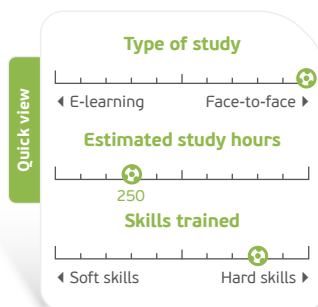 Quick view
Type of study
E-learning Face-to-face
Estimated study hours
250
Skills trained
Soft skills Hard skills